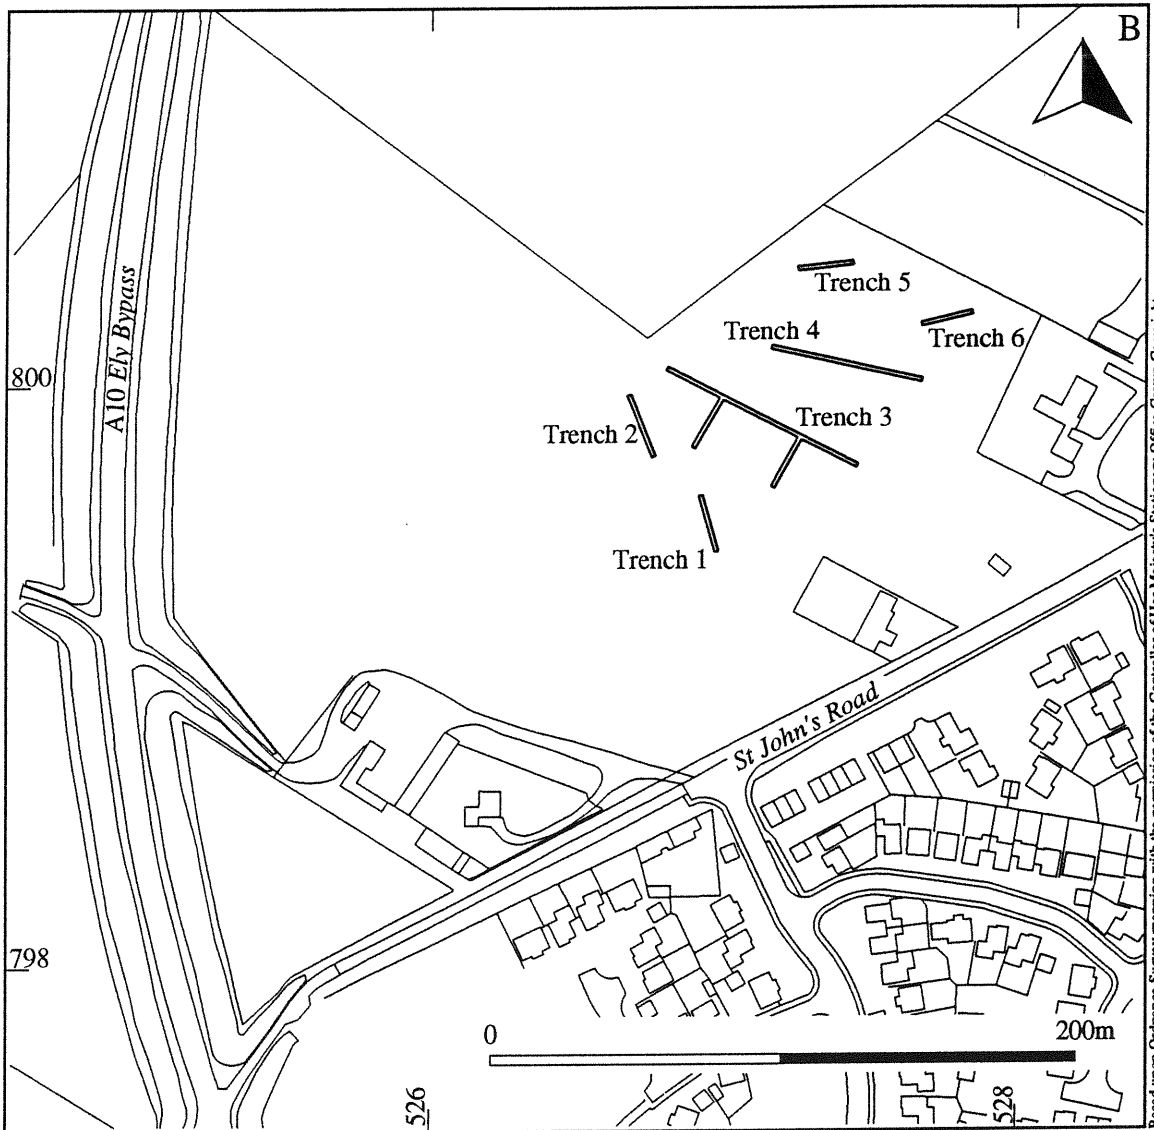 B
Trench 5
Trench 4
Trench 6
800
A10 Ely Bypass
Trench 3
Trench 2
Trench 1
St John's Road
798
0
200m
526
528